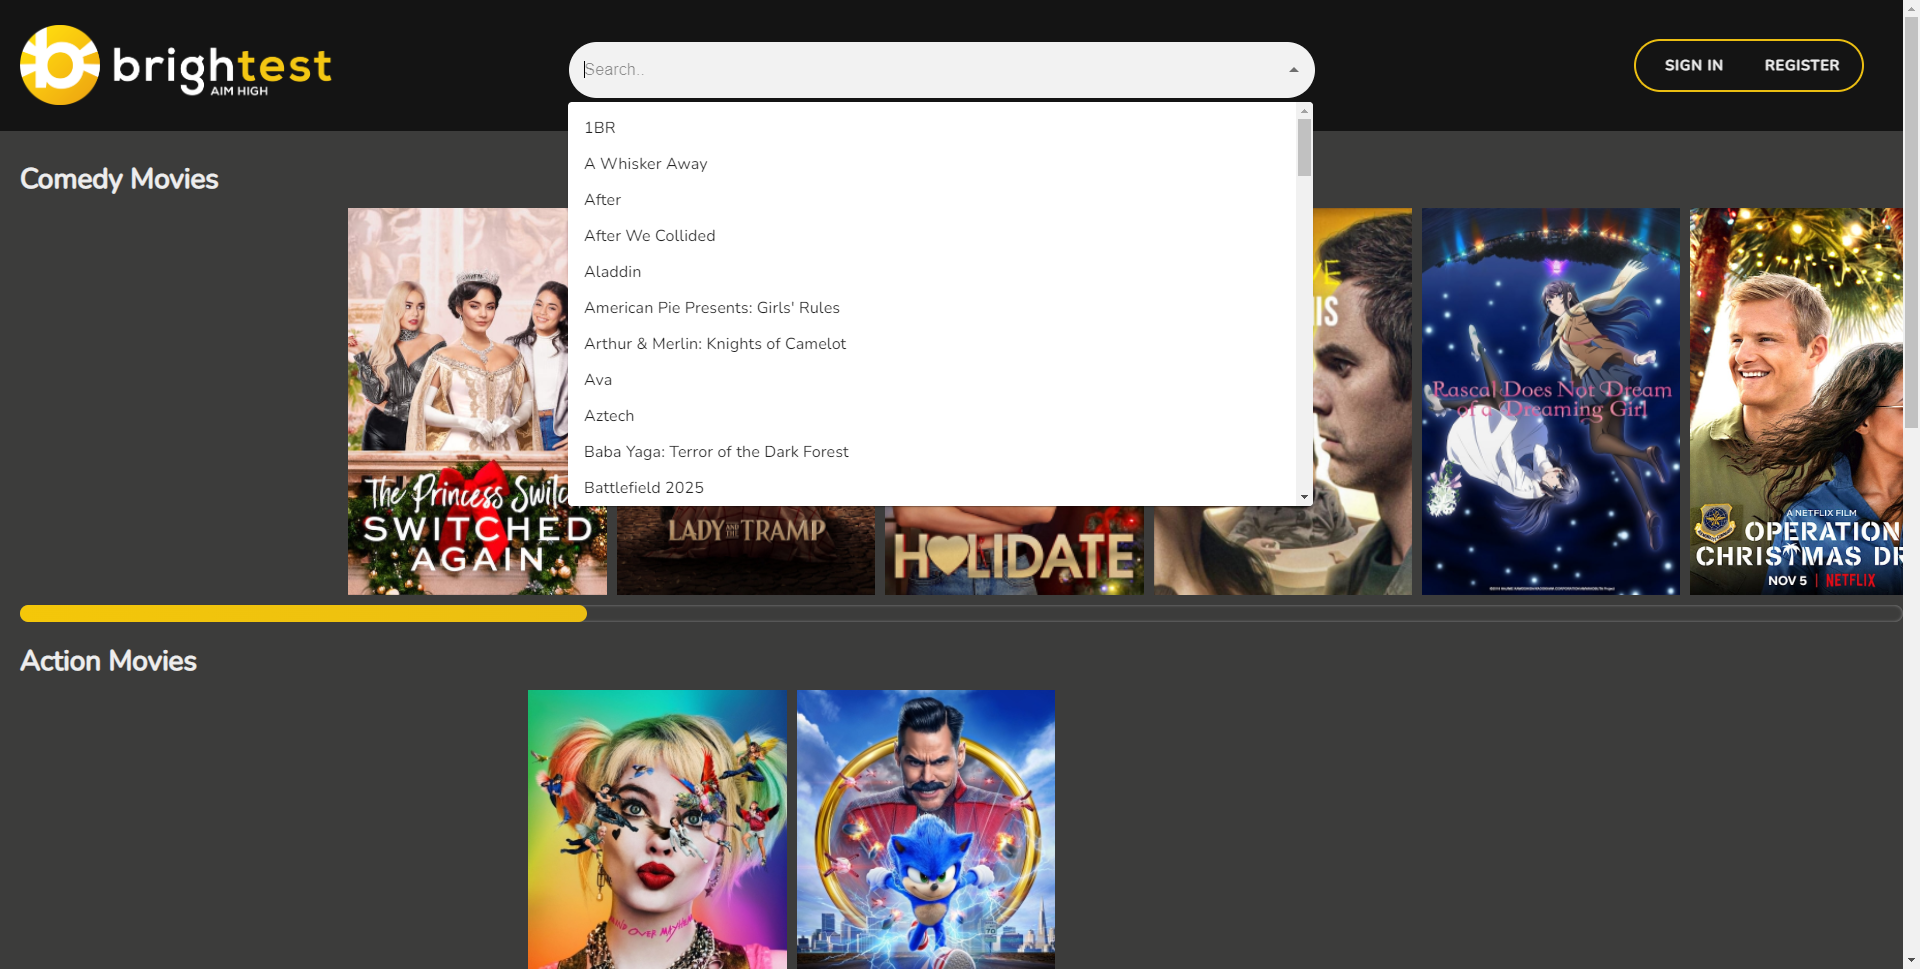 brightest
AIM HIGH
Search..
SIGN IN
REGISTER
1BR
A Whisker Away
After
After We Collided
Aladdin
American Pie Presents: Girls' Rules
Arthur & Merlin: Knights of Camelot
Ava
Aztech
Baba Yaga: Terror of the Dark Forest
Battlefield 2025
Comedy Movies
The Princess Switch
SWITCHED
AGAIN
LADY AND THE TRAMP
HOLIDATE
Rascal Does Not Dream
of a Dreaming Girl
A NETFLIX FILM
OPERATION
CHRISTMAS DR
NOV 5 | NETFLIX
Action Movies